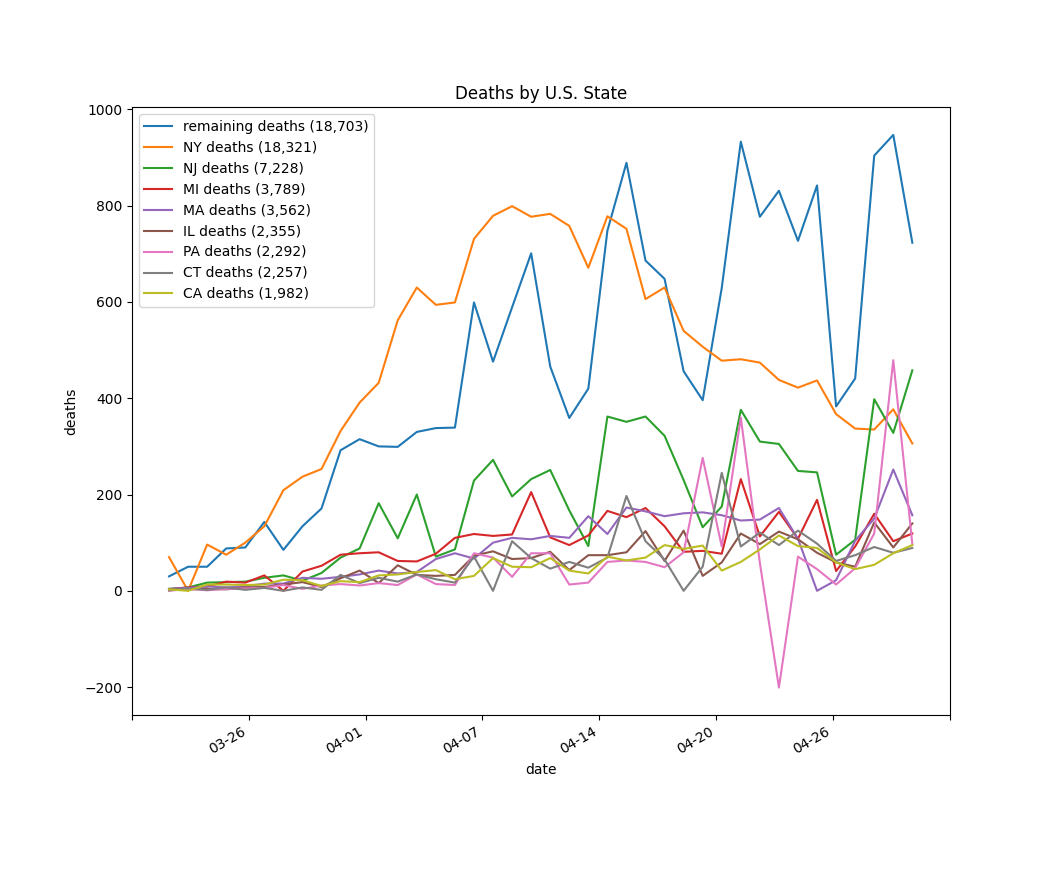 Deaths by U.S. State
1000
800
600
400
200
0
−200
deaths
remaining deaths (18,703)
NY deaths (18,321)
NJ deaths (7,228)
MI deaths (3,789)
MA deaths (3,562)
IL deaths (2,355)
PA deaths (2,292)
CT deaths (2,257)
CA deaths (1,982)
03-26
04-01
04-07
04-14
04-20
04-26
date